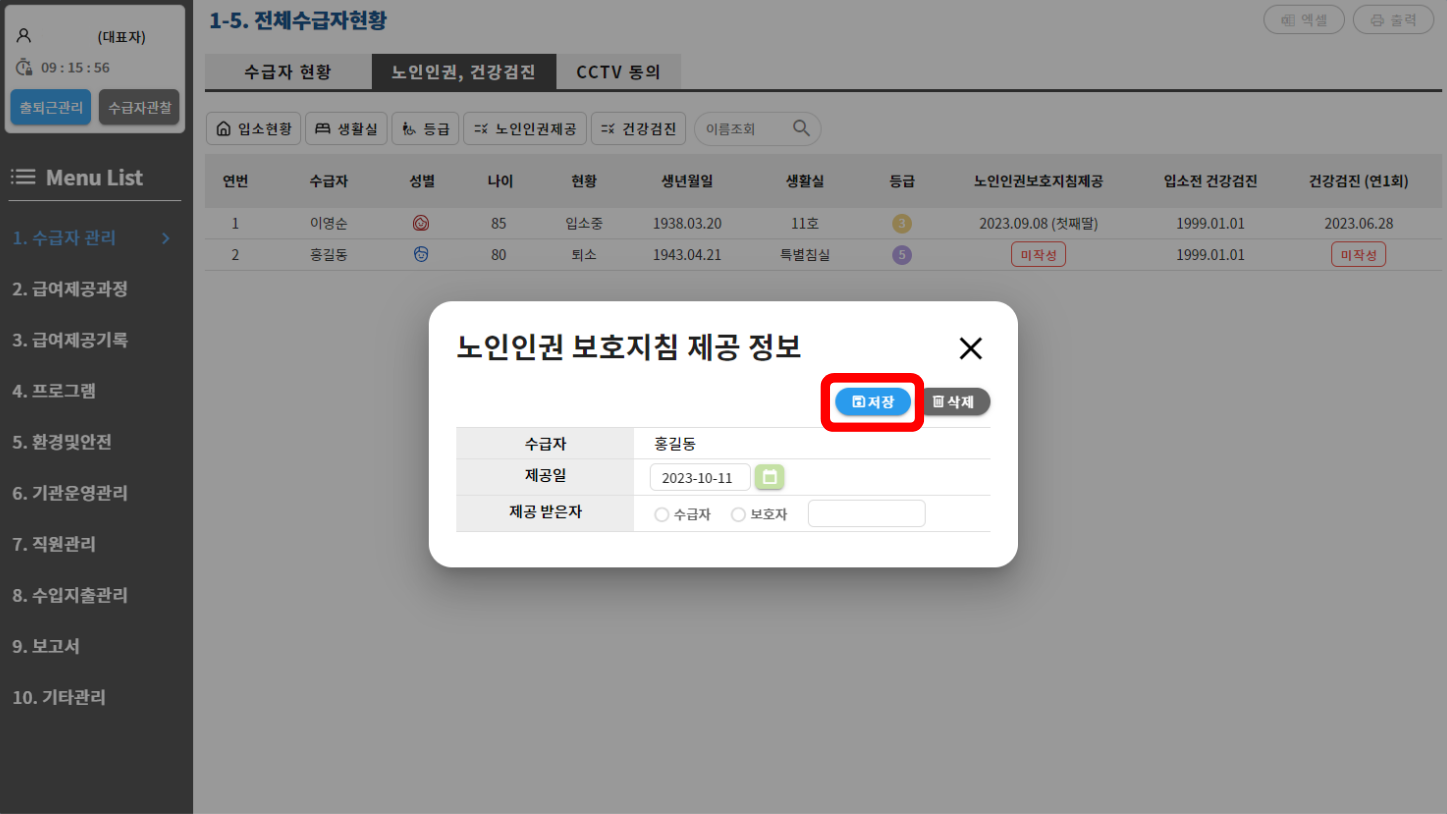 1-5. 전체수급자현황
엑셀 출력
(대표자)
09 : 15 : 56
출퇴근관리 수급자관찰
Menu List
1. 수급자 관리
2. 급여제공과정
3. 급여제공기록
4. 프로그램
5. 환경및안전
6. 기관운영관리
7. 직원관리
8. 수입지출관리
9. 보고서
10. 기타관리
수급자 현황 노인인권, 건강검진 CCTV 동의
입소현황 생활실 등급 노인인권제공 건강검진 이름조회
연번 수급자 성별 나이 현황 생년월일 생활실 등급 노인인권보호지침제공 입소전 건강검진 건강검진 (연1회)
1 이영순 85 입소중 1938.03.20 11호 3 2023.09.08 (첫째딸) 1999.01.01 2023.06.28
2 홍길동 80 퇴소 1943.04.21 특별침실 5 미작성 1999.01.01 미작성
노인인권 보호지침 제공 정보
저장 삭제
수급자 홍길동
제공일 2023-10-11
제공 받은자 수급자 보호자